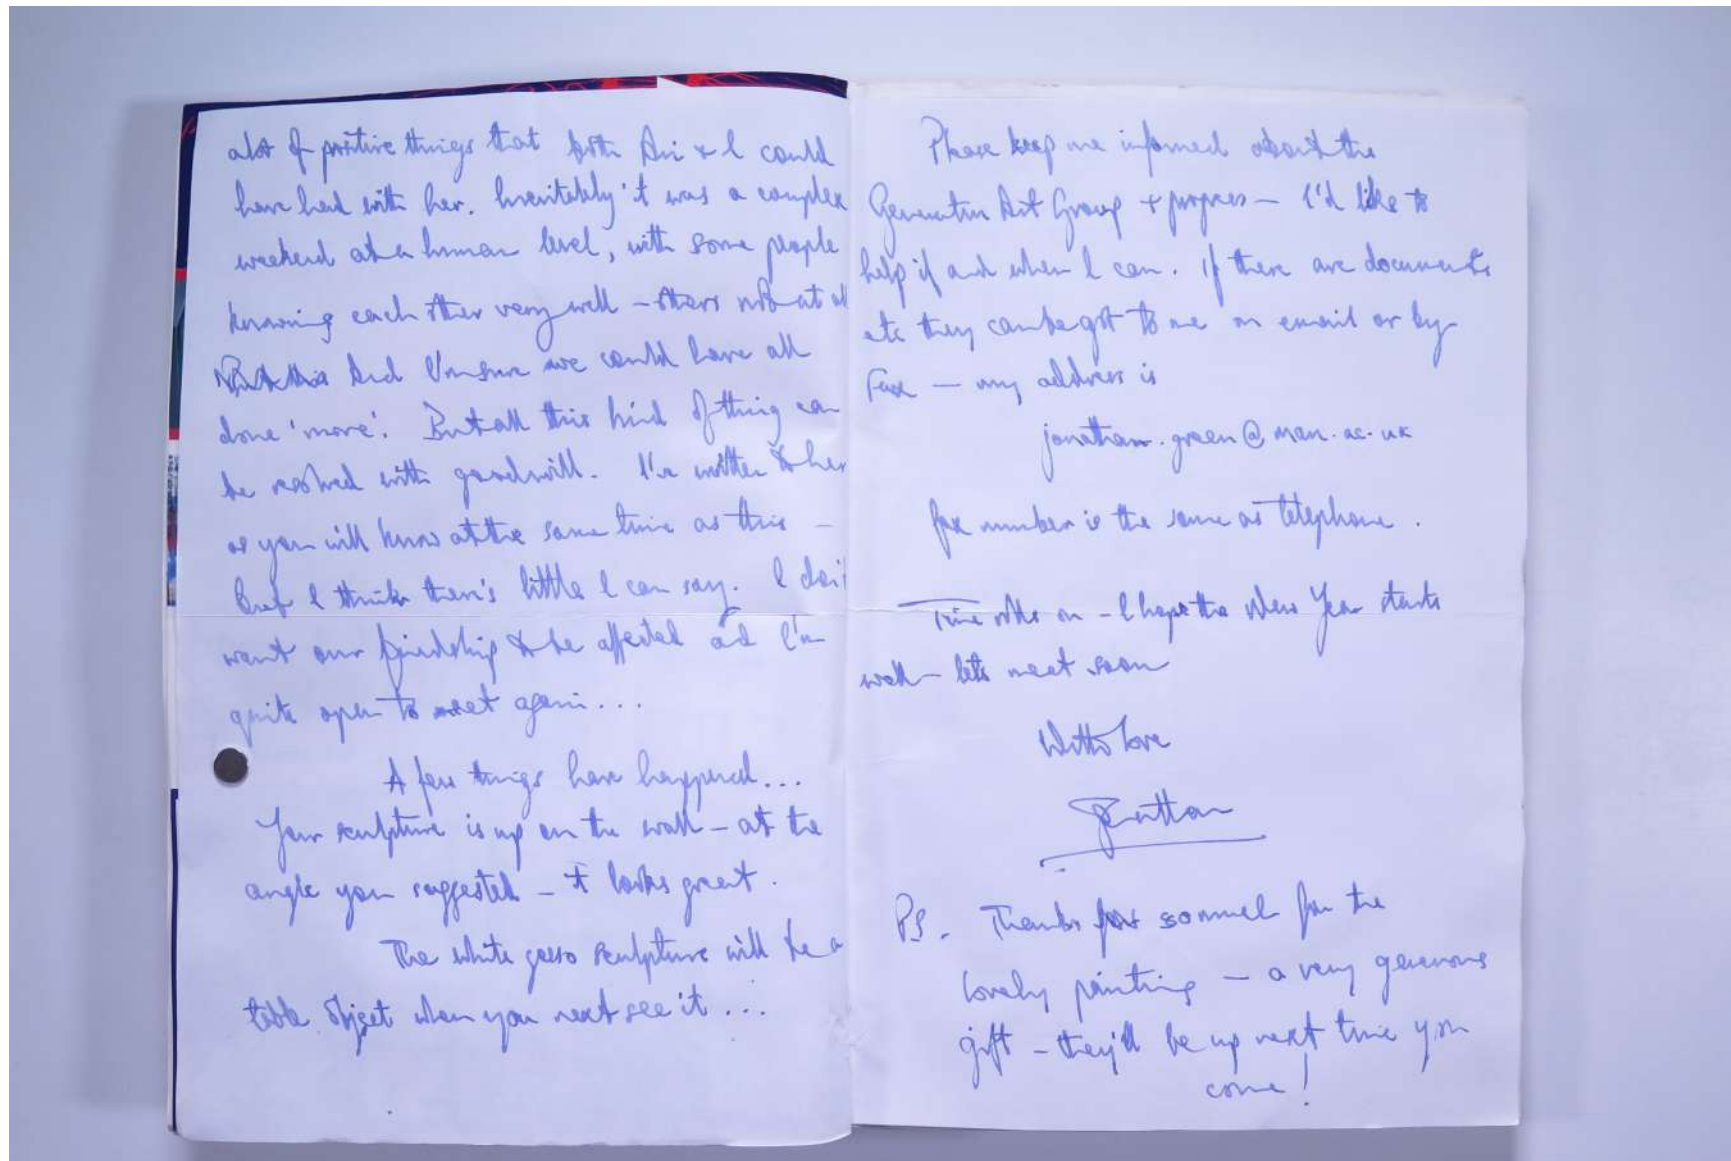 alot of positive things that both Ani & I could
have had with her. Inevitably it was a complex
weekend at a human level, with some people
knowing each other very well – others not at al
And I'm sure we could have all
done 'more'. But all this kind of thing can
be resolved with goodwill. I've written to her
as you will know at the same time as this –
But I think there's little I can say. I don't
want our friendship to be affected and I'm
quite open to meet again...
A few things have happened...
Your sculpture is up on the wall – at the
angle you suggested – it looks great.
The white gesso sculpture will be a
table object when you next see it...
Please keep me informed about the
Generative Art Group + progress – I'd like to
help if and when I can. If there are documents
etc they can be got to me on email or by
Fax – my address is
jonathan.green@man.ac.uk
fax number is the same as telephone.
Time rolls on – I hope the New Year starts
well – lets meet soon
With love
Jonathan
PS. Thanks so much for the
lovely painting – a very generous
gift – they'll be up next time you
come!